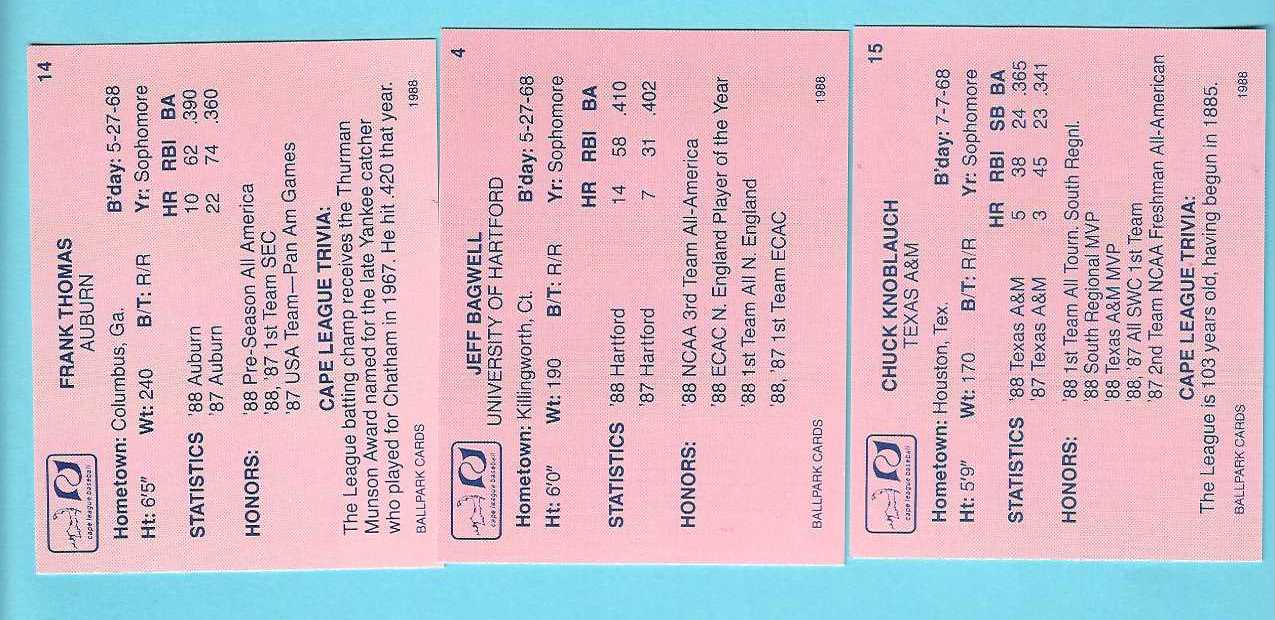 14
FRANK THOMAS
AUBURN
cape league baseball
Hometown: Columbus, Ga. B'day: 5-27-68
Ht: 6'5" Wt: 240 B/T: R/R Yr: Sophomore
HR RBI BA
STATISTICS '88 Auburn 10 62 .390
'87 Auburn 22 74 .360
HONORS: '88 Pre-Season All America
'88, '87 1st Team SEC
'87 USA Team—Pan Am Games
CAPE LEAGUE TRIVIA:
The League batting champ receives the Thurman
Munson Award named for the late Yankee catcher
who played for Chatham in 1967. He hit .420 that year.
BALLPARK CARDS 1988
4
JEFF BAGWELL
UNIVERSITY OF HARTFORD
cape league baseball
Hometown: Killingworth, Ct. B'day: 5-27-68
Ht: 6'0" Wt: 190 B/T: R/R Yr: Sophomore
HR RBI BA
STATISTICS '88 Hartford 14 58 .410
'87 Hartford 7 31 .402
HONORS: '88 NCAA 3rd Team All-America
'88 ECAC N. England Player of the Year
'88 1st Team All N. England
'88, '87 1st Team ECAC
BALLPARK CARDS 1988
15
CHUCK KNOBLAUCH
TEXAS A&M
cape league baseball
Hometown: Houston, Tex. B'day: 7-7-68
Ht: 5'9" Wt: 170 B/T: R/R Yr: Sophomore
HR RBI SB BA
STATISTICS '88 Texas A&M 5 38 24 .365
'87 Texas A&M 3 45 23 .341
HONORS: '88 1st Team All Tourn. South Regnl.
'88 South Regional MVP
'88 Texas A&M MVP
'88, '87 All SWC 1st Team
'87 2nd Team NCAA Freshman All-American
CAPE LEAGUE TRIVIA:
The League is 103 years old, having begun in 1885.
BALLPARK CARDS 1988